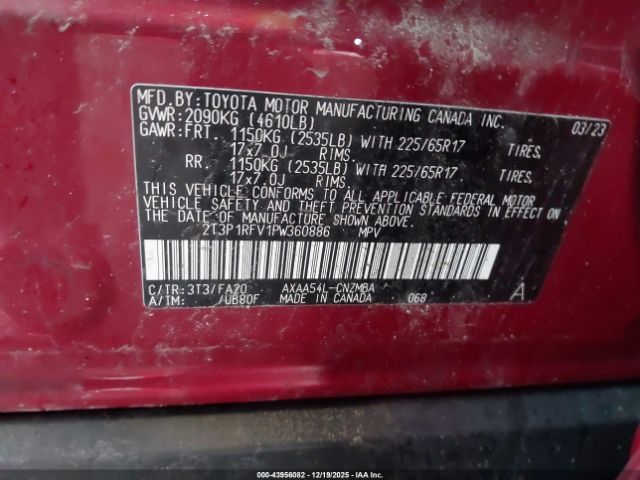 MFD. BY: TOYOTA MOTOR MANUFACTURING CANADA INC.
GVWR: 2090KG (4610LB) 03/23
GAWR: FRT. 1150KG (2535LB) WITH 225/65R17 TIRES,
17x7.0J RIMS.
RR. 1150KG (2535LB) WITH 225/65R17 TIRES,
17x7.0J RIMS.
THIS VEHICLE CONFORMS TO ALL APPLICABLE FEDERAL MOTOR
VEHICLE SAFETY AND THEFT PREVENTION STANDARDS IN EFFECT ON
THE DATE OF MANUFACTURE SHOWN ABOVE.
2T3P1RFV1PW360886 MPV
C/TR: 3T3/FA20 AXAA54L-CNZMBA A
A/TM: /UB80F MADE IN CANADA 068
000-43956082 - 12/19/2025 - IAA Inc.